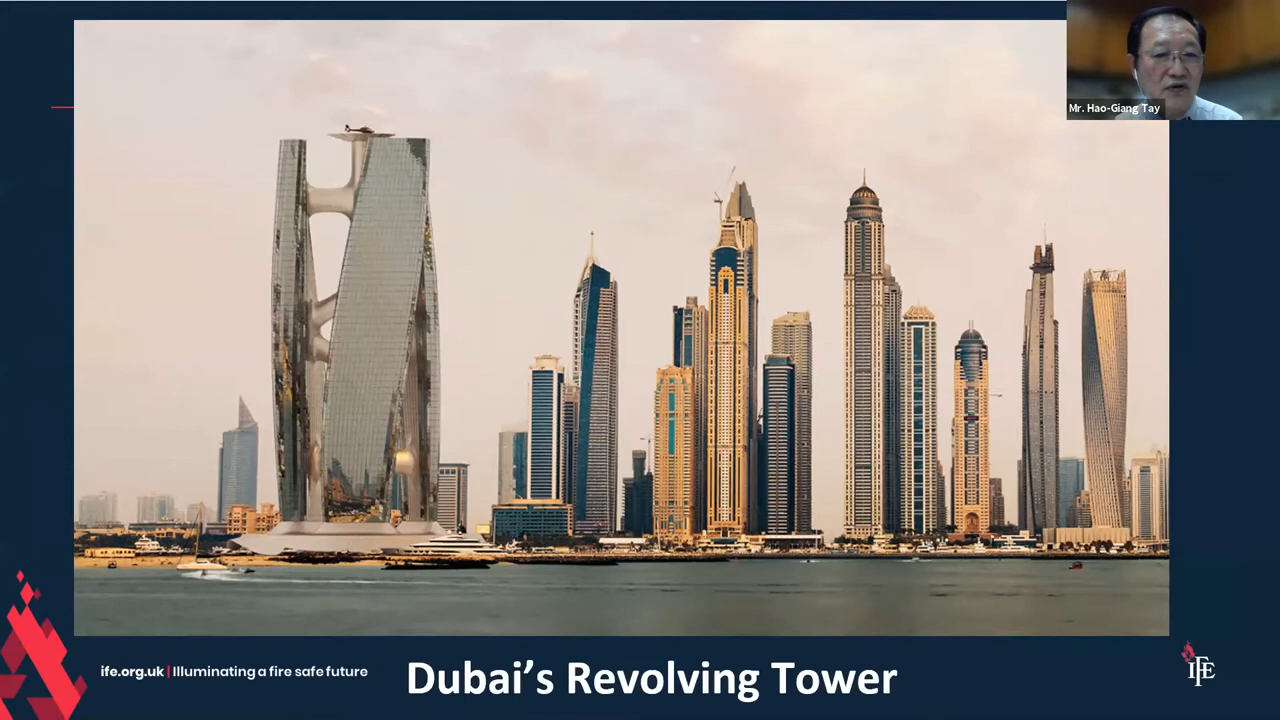 Mr. Hao-Giang Tay
ife.org.uk | Illuminating a fire safe future
Dubai's Revolving Tower
IFE